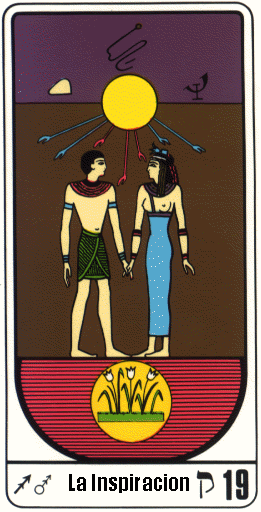 ♐ ♂ La Inspiracion ק 19